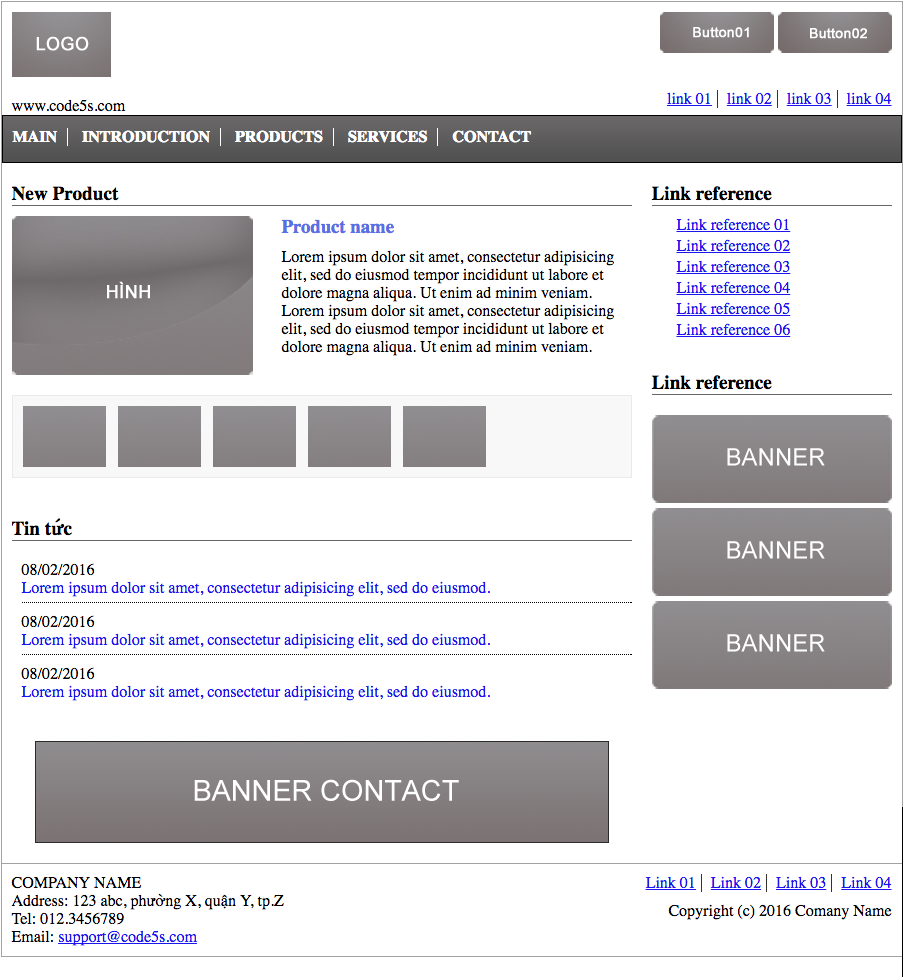 LOGO
Button01 Button02
www.code5s.com
link 01 link 02 link 03 link 04
MAIN INTRODUCTION PRODUCTS SERVICES CONTACT
New Product
HÌNH
Product name
Lorem ipsum dolor sit amet, consectetur adipisicing
elit, sed do eiusmod tempor incididunt ut labore et
dolore magna aliqua. Ut enim ad minim veniam.
Lorem ipsum dolor sit amet, consectetur adipisicing
elit, sed do eiusmod tempor incididunt ut labore et
dolore magna aliqua. Ut enim ad minim veniam.
Tin tức
08/02/2016
Lorem ipsum dolor sit amet, consectetur adipisicing elit, sed do eiusmod.
08/02/2016
Lorem ipsum dolor sit amet, consectetur adipisicing elit, sed do eiusmod.
08/02/2016
Lorem ipsum dolor sit amet, consectetur adipisicing elit, sed do eiusmod.
BANNER CONTACT
Link reference
Link reference 01
Link reference 02
Link reference 03
Link reference 04
Link reference 05
Link reference 06
Link reference
BANNER
BANNER
BANNER
COMPANY NAME
Address: 123 abc, phường X, quận Y, tp.Z
Tel: 012.3456789
Email: support@code5s.com
Link 01 Link 02 Link 03 Link 04
Copyright (c) 2016 Comany Name